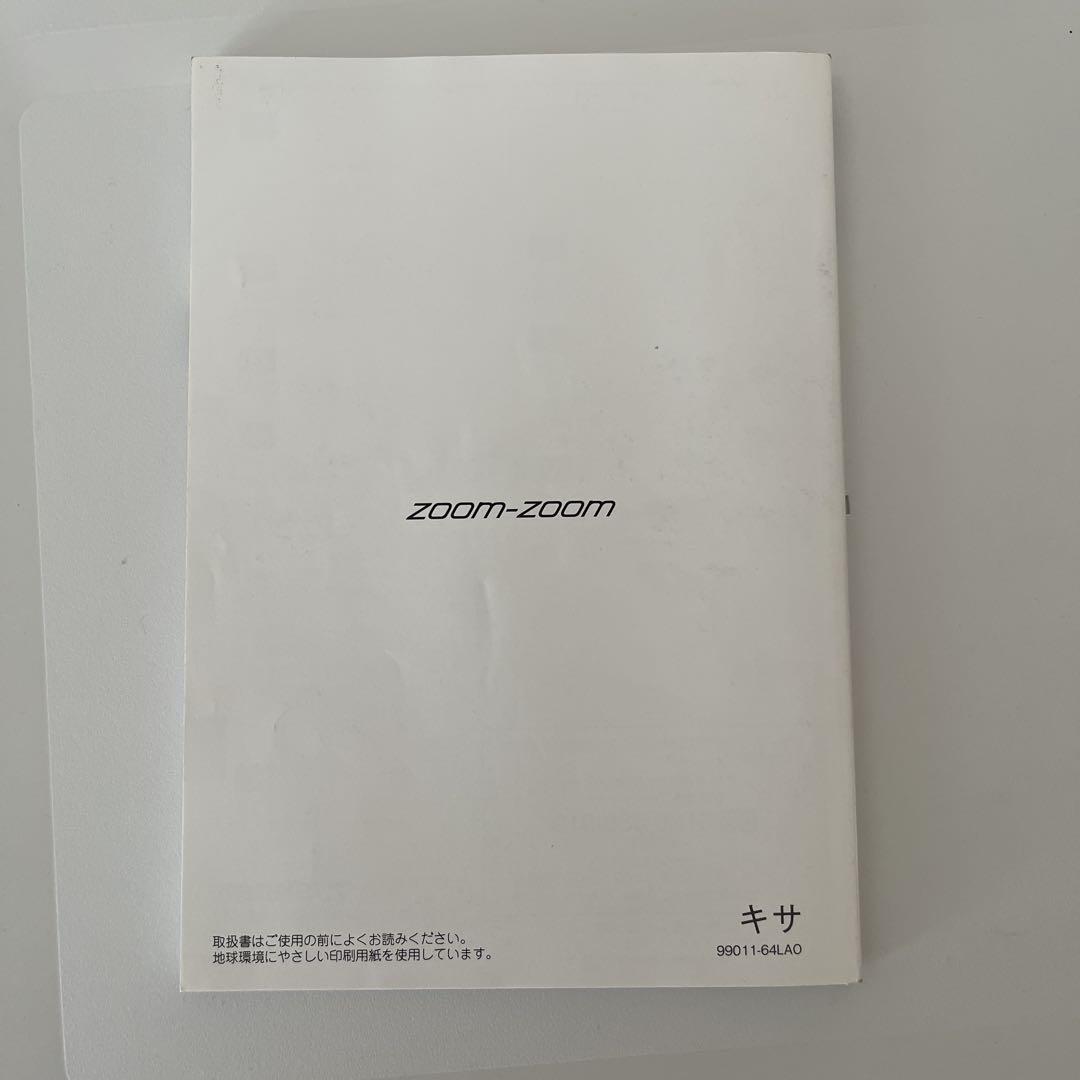 zoom-zoom
キサ
取扱書はご使用の前によくお読みください。
99011-64LA0
地球環境にやさしい印刷用紙を使用しています。